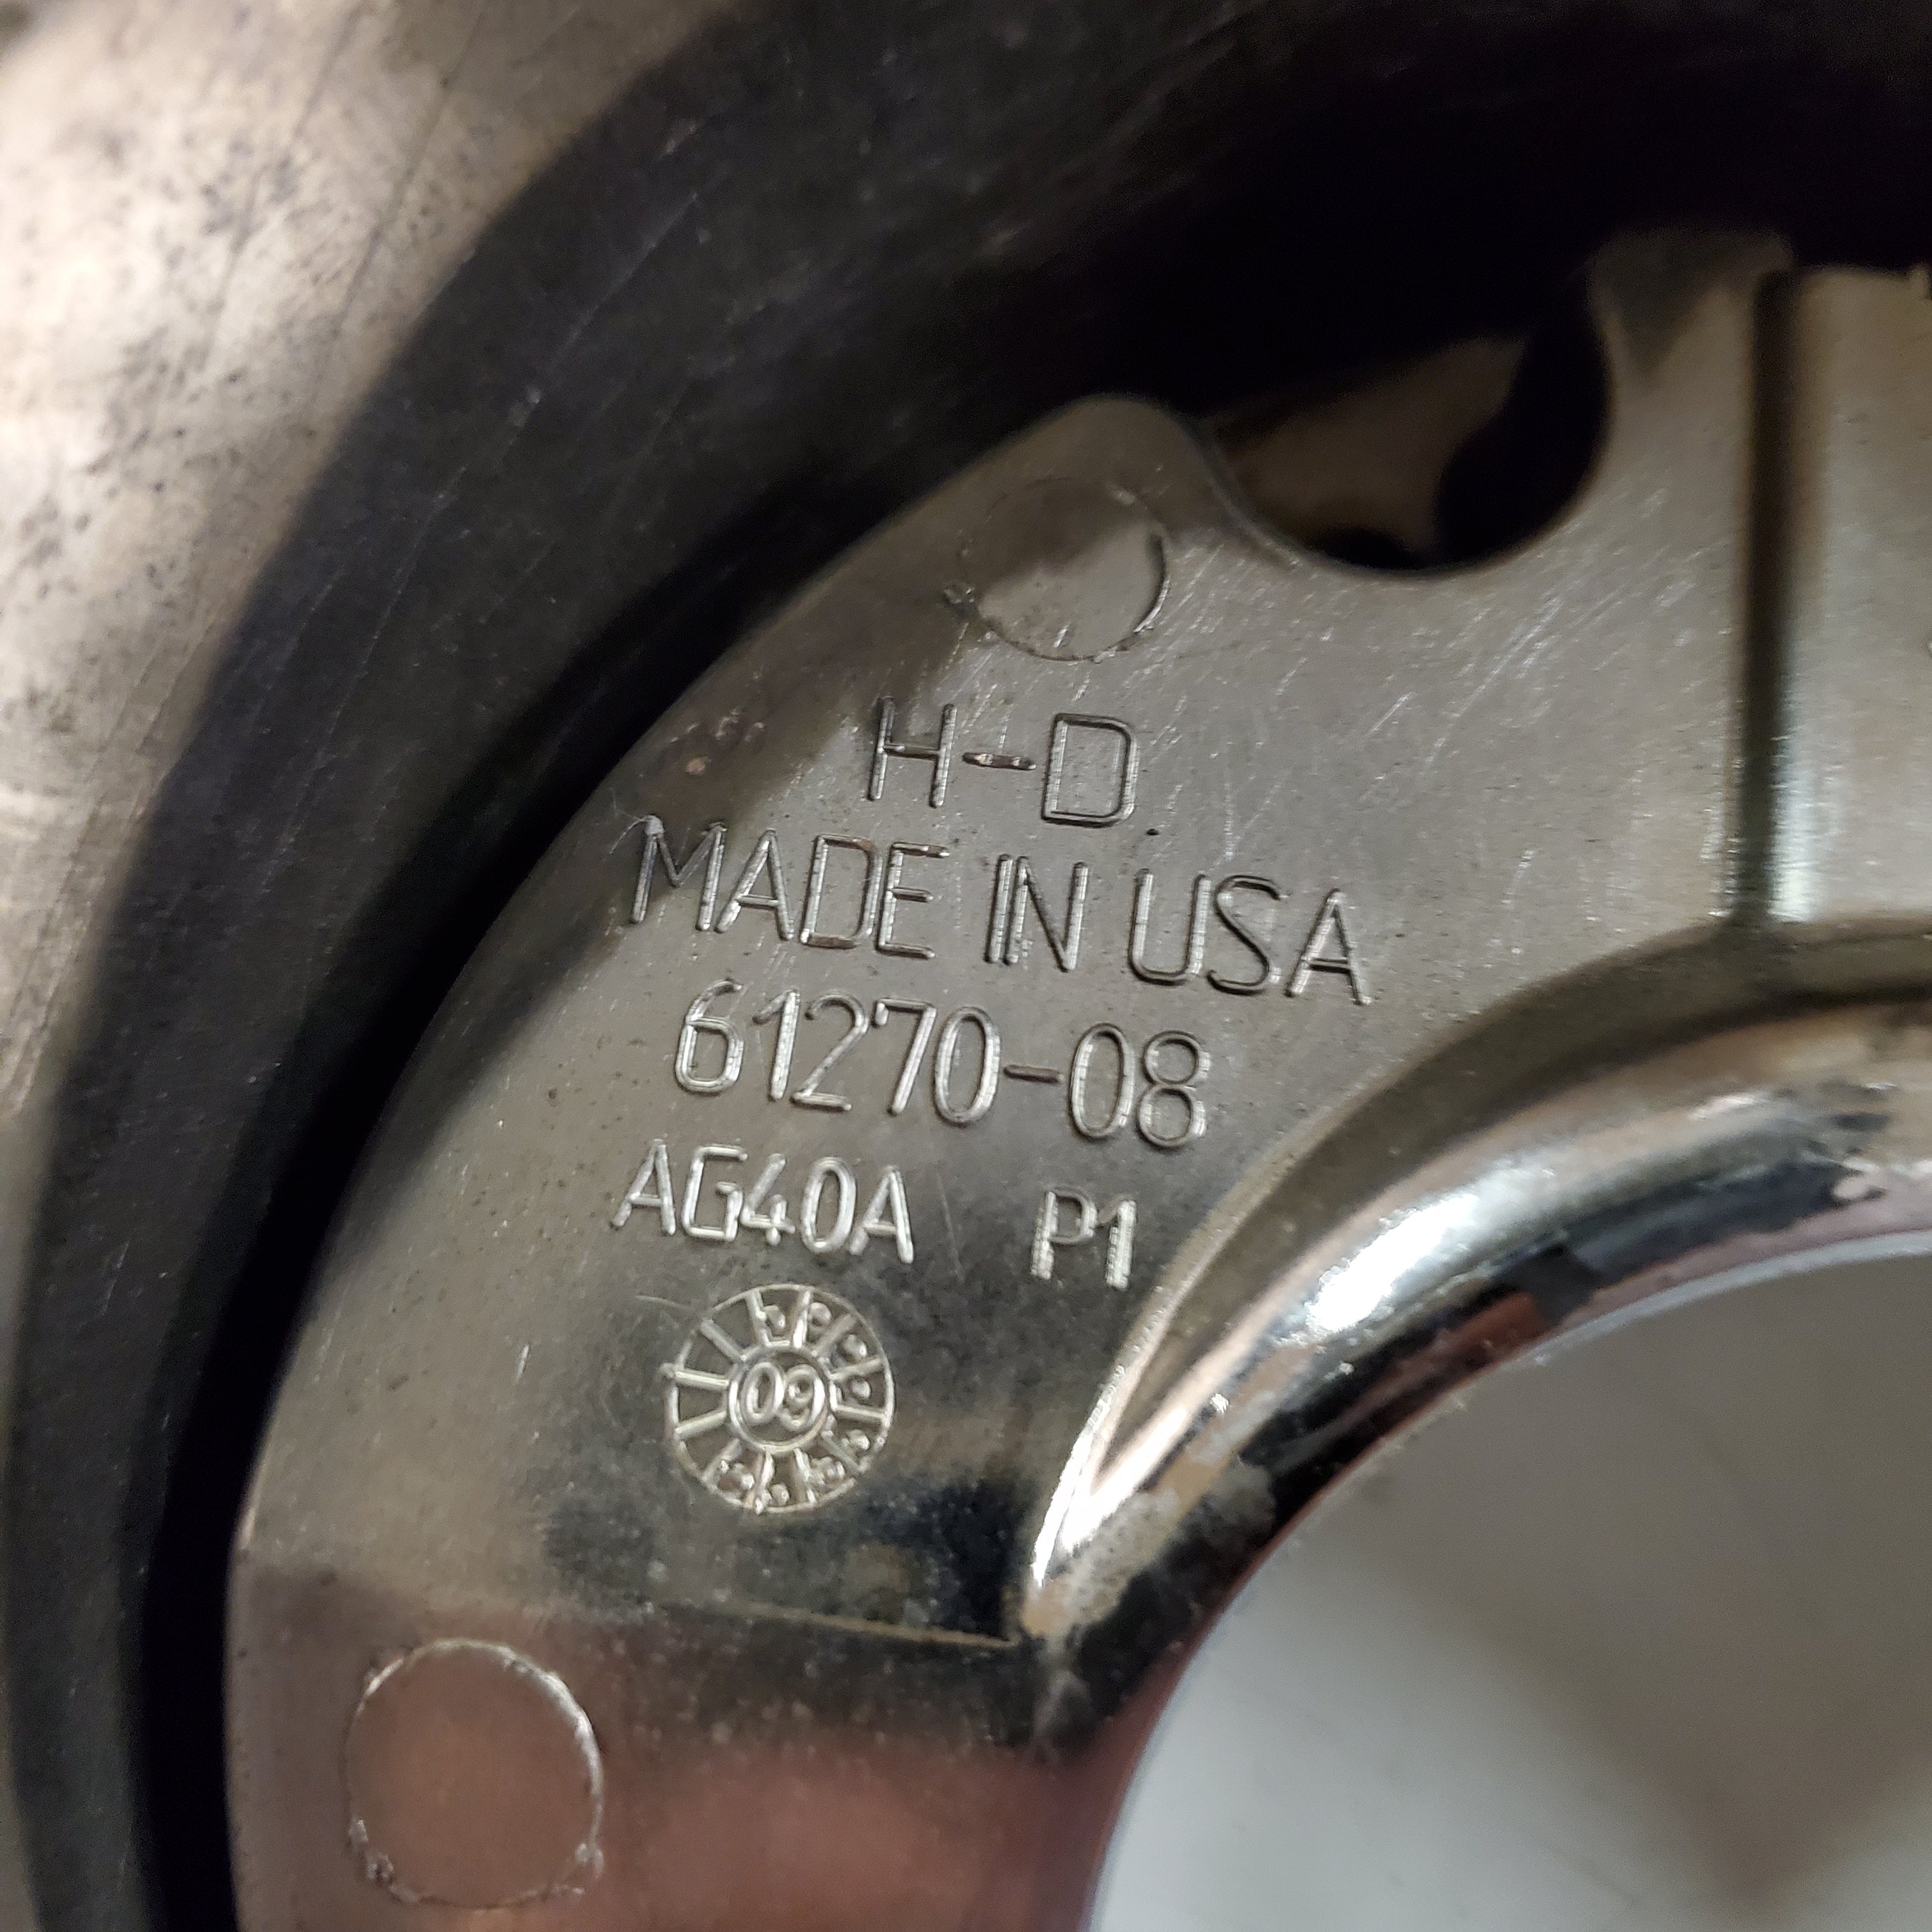 H-D
MADE IN USA
61270-08
AG40A P1
09